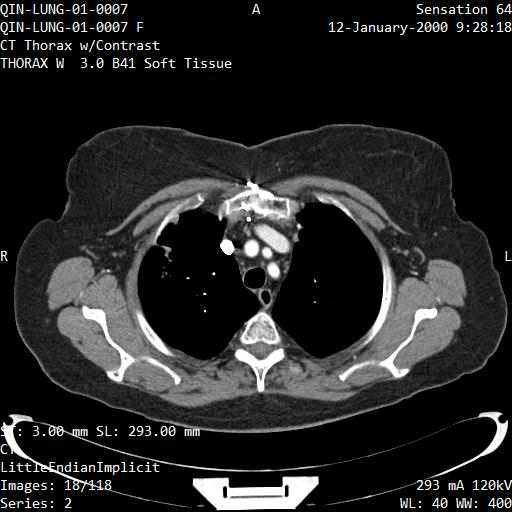 QIN-LUNG-01-0007 A Sensation 64
QIN-LUNG-01-0007 F 12-January-2000 9:28:18
CT Thorax w/Contrast
THORAX W 3.0 B41 Soft Tissue
R L
ST: 3.00 mm SL: 293.00 mm
CT
LittleEndianImplicit
Images: 18/118 293 mA 120kV
Series: 2 WL: 40 WW: 400